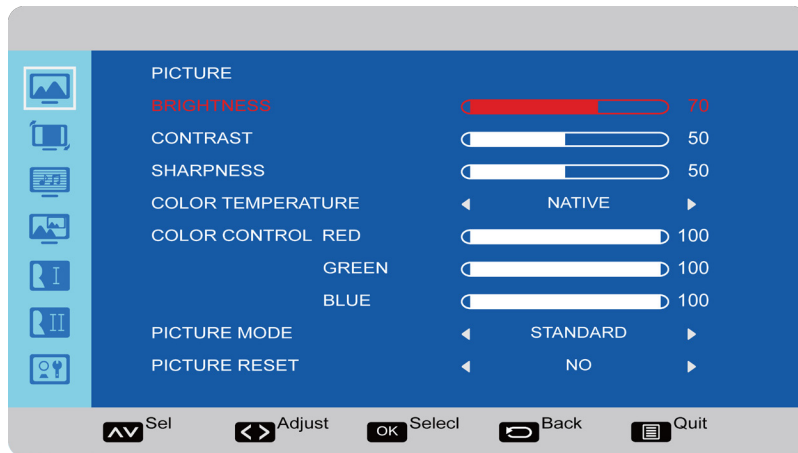 PICTURE
BRIGHTNESS 70
CONTRAST 50
SHARPNESS 50
COLOR TEMPERATURE NATIVE
COLOR CONTROL RED 100
GREEN 100
BLUE 100
PICTURE MODE STANDARD
PICTURE RESET NO
I
II
Sel Adjust OK Selecl Back Quit